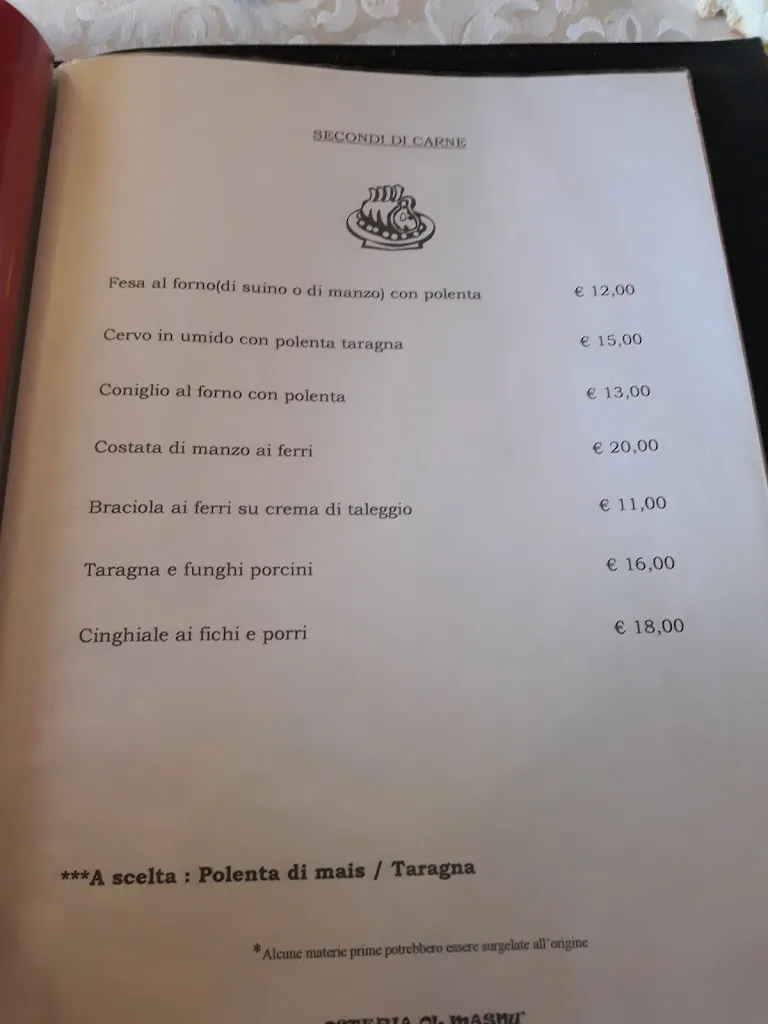 SECONDI DI CARNE
Fesa al forno(di suino o di manzo) con polenta € 12,00
Cervo in umido con polenta taragna € 15,00
Coniglio al forno con polenta € 13,00
Costata di manzo ai ferri € 20,00
Braciola ai ferri su crema di taleggio € 11,00
Taragna e funghi porcini € 16,00
Cinghiale ai fichi e porri € 18,00
***A scelta : Polenta di mais / Taragna
*Alcune materie prime potrebbero essere surgelate all'origine